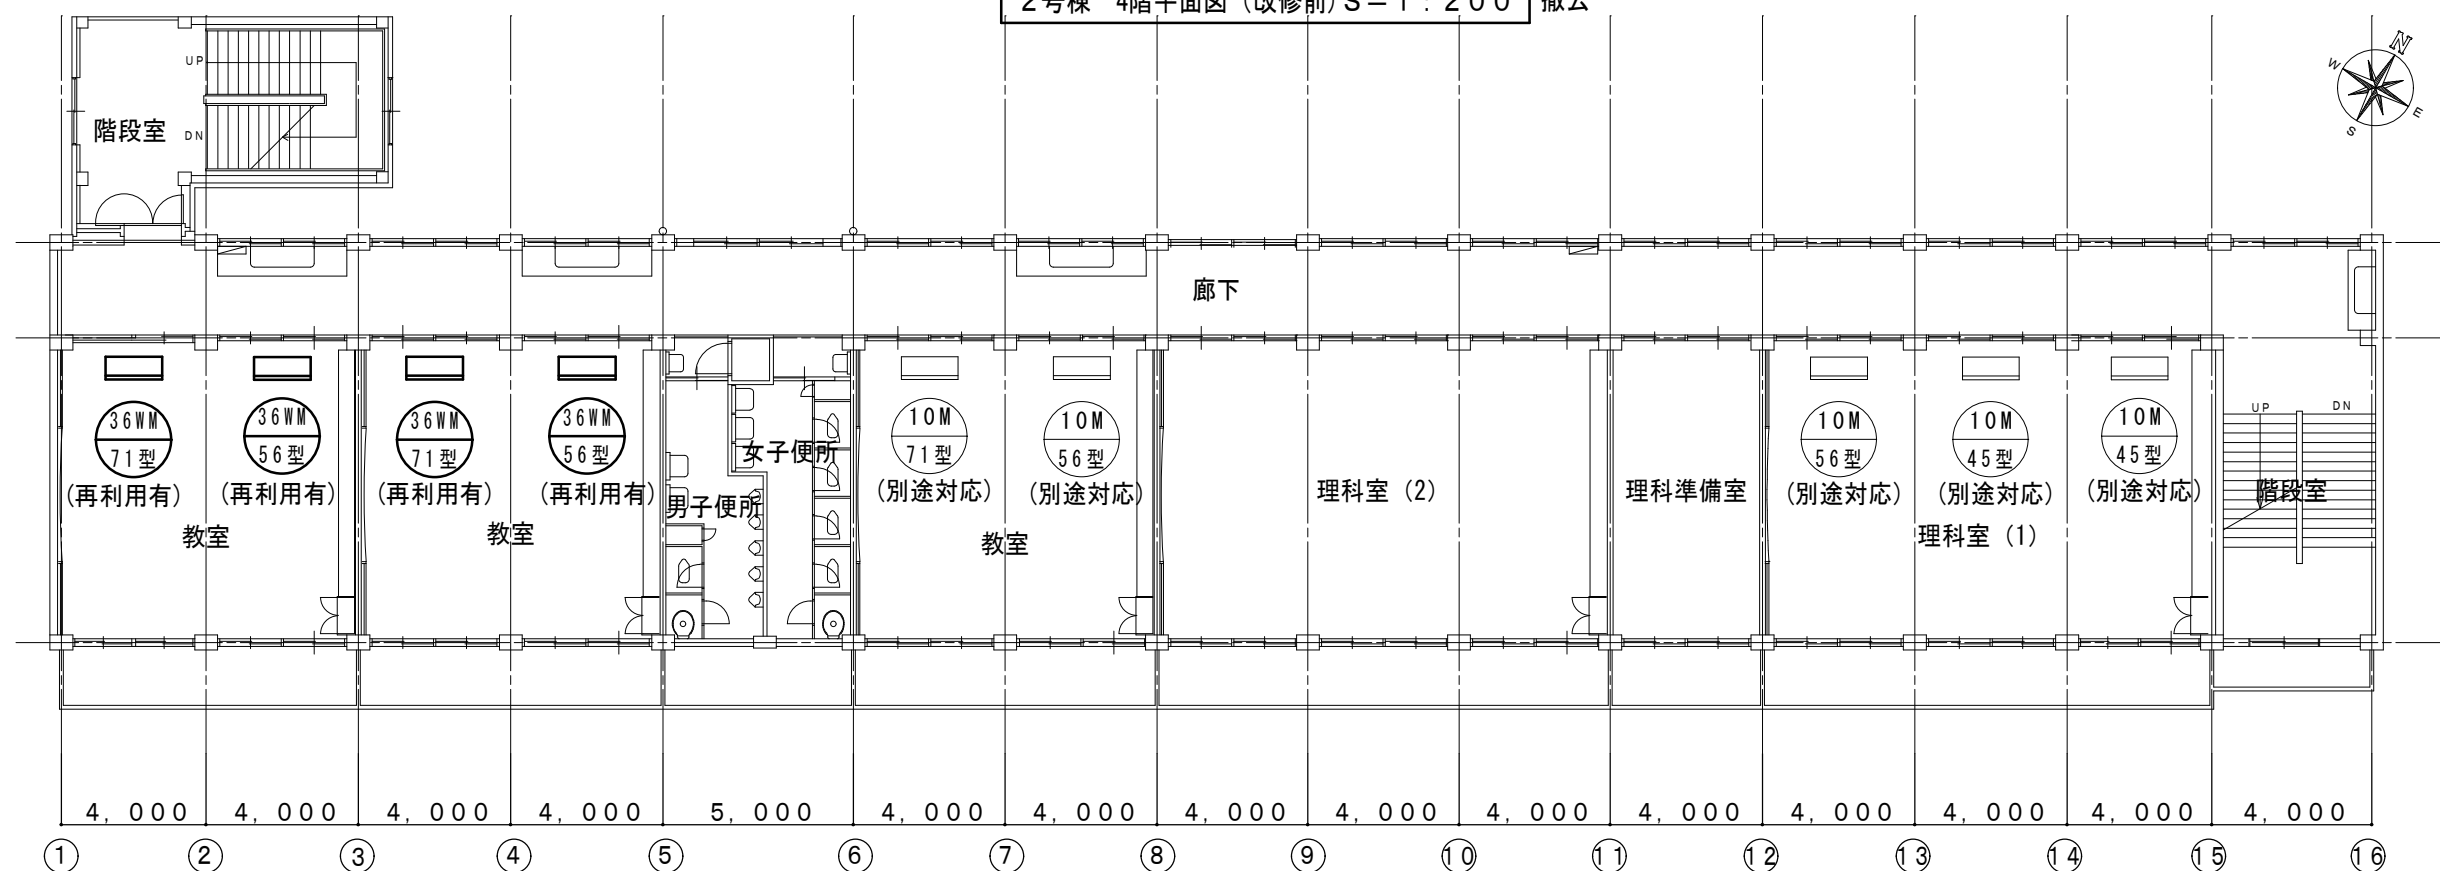 2号棟 4階平面図(改修前)S=1:200 撤去
N
W
E
S
UP
DN
階段室
廊下
36WM
71型
(再利用有)
36WM
56型
(再利用有)
教室
36WM
71型
(再利用有)
36WM
56型
(再利用有)
教室
女子便所
男子便所
10M
71型
(別途対応)
10M
56型
(別途対応)
教室
理科室(2)
理科準備室
10M
56型
(別途対応)
10M
45型
(別途対応)
10M
45型
(別途対応)
理科室(1)
UP
DN
階段室
4,000 4,000 4,000 4,000 5,000 4,000 4,000 4,000 4,000 4,000 4,000 4,000 4,000 4,000 4,000
1 2 3 4 5 6 7 8 9 10 11 12 13 14 15 16